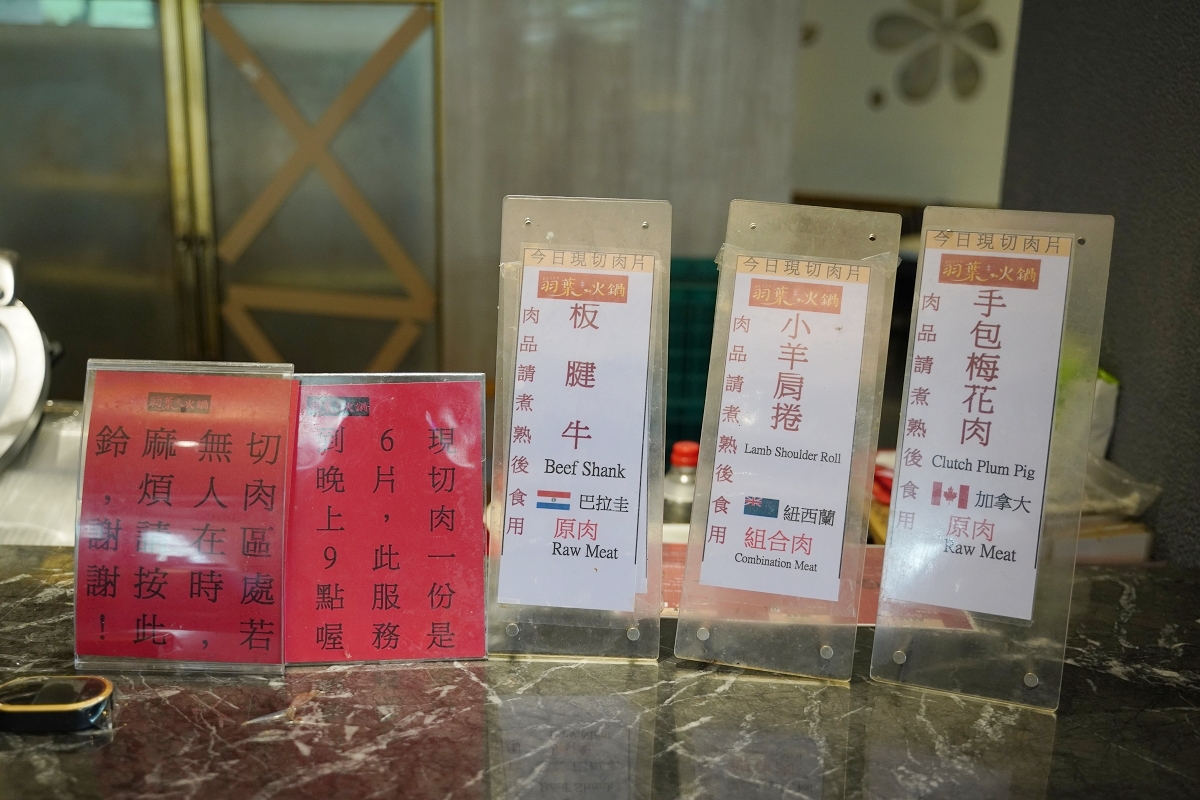 羽葉火鍋
切肉區處若
無人在時,
麻煩請按此
鈴,謝謝!
火鍋
現切肉一份是
6片,此服務
到晚上9點喔
今日現切肉片
羽葉火鍋
板腱牛
肉品請煮熟後食用
Beef Shank
巴拉圭
原肉
Raw Meat
今日現切肉片
羽葉火鍋
小羊肩捲
肉品請煮熟後食用
Lamb Shoulder Roll
紐西蘭
組合肉
Combination Meat
今日現切肉片
羽葉火鍋
手包梅花肉
肉品請煮熟後食用
Clutch Plum Pig
加拿大
原肉
Raw Meat